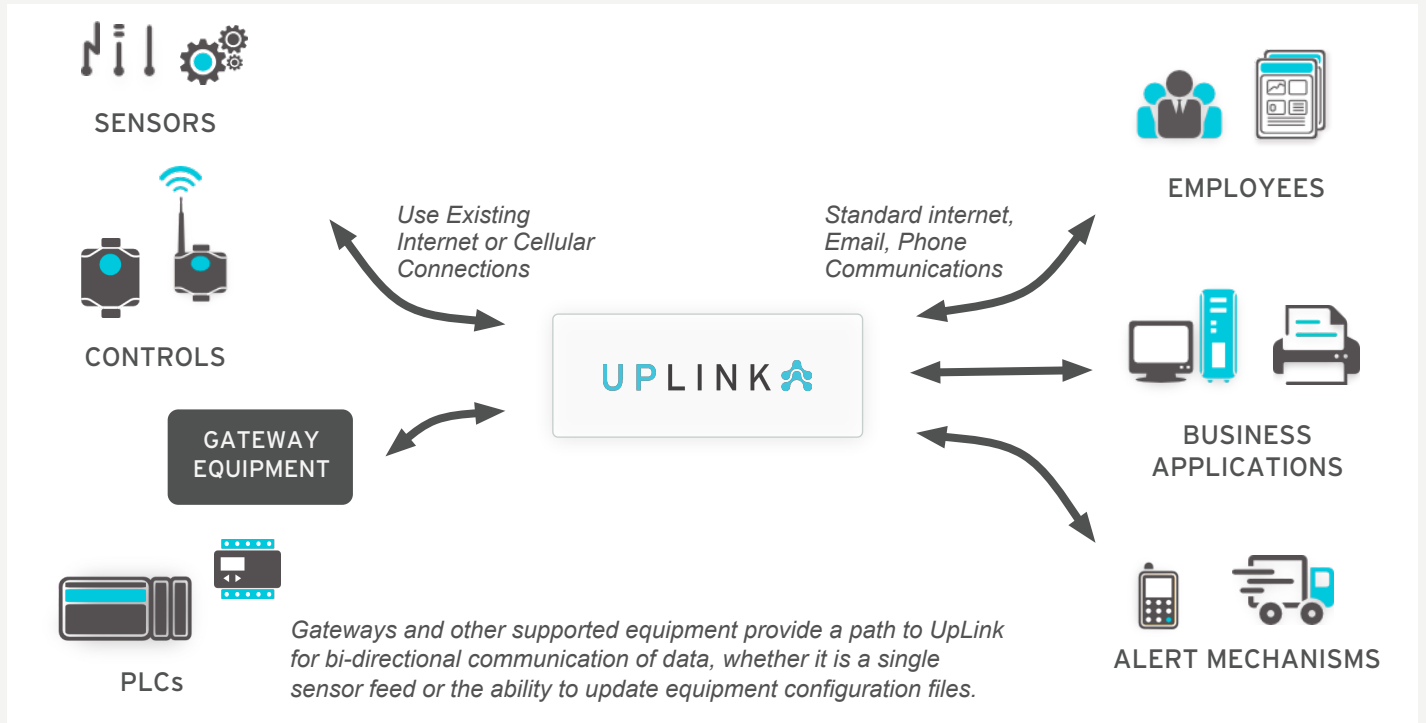 SENSORS
CONTROLS
GATEWAY
EQUIPMENT
PLCs
Use Existing
Internet or Cellular
Connections
UPLINK
Standard internet,
Email, Phone
Communications
EMPLOYEES
BUSINESS
APPLICATIONS
ALERT MECHANISMS
Gateways and other supported equipment provide a path to UpLink
for bi-directional communication of data, whether it is a single
sensor feed or the ability to update equipment configuration files.